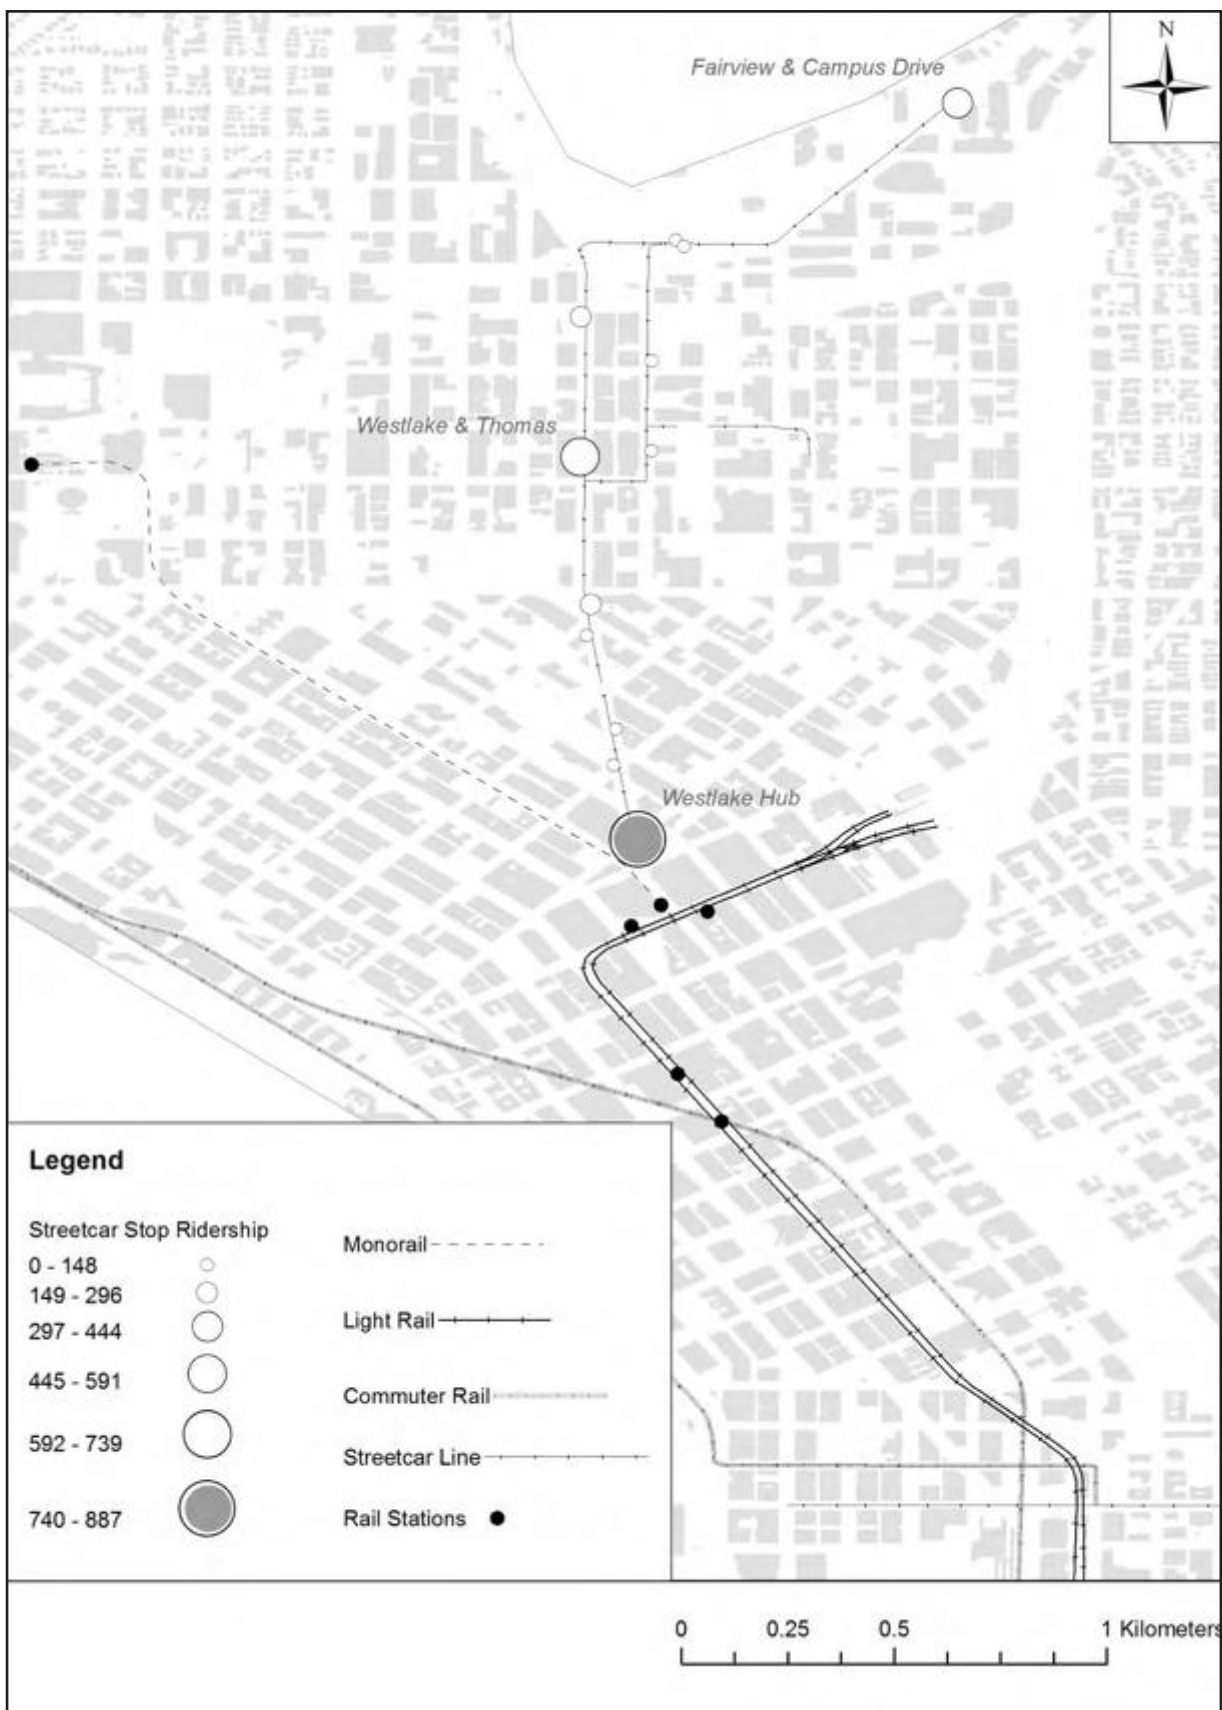 N
Fairview & Campus Drive
Westlake & Thomas
Westlake Hub
Legend
Streetcar Stop Ridership
0 - 148
149 - 296
297 - 444
445 - 591
592 - 739
740 - 887
Monorail
Light Rail
Commuter Rail
Streetcar Line
Rail Stations
0 0.25 0.5 1 Kilometers